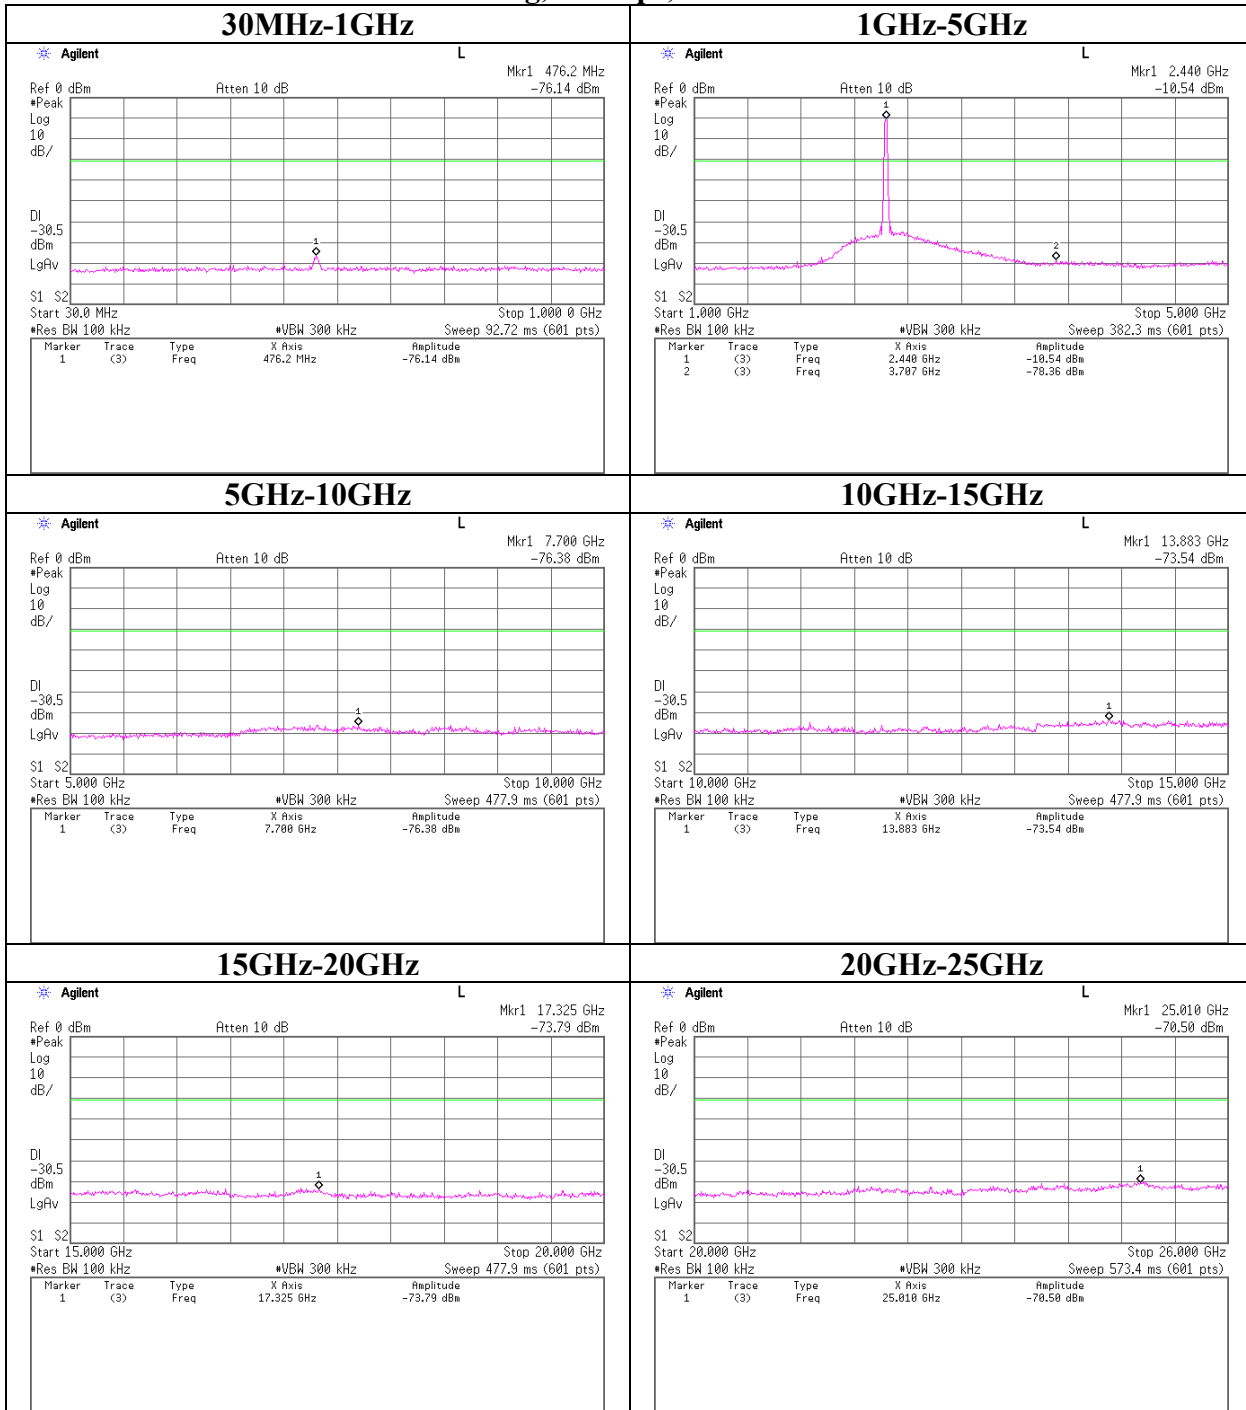 30MHz-1GHz
Agilent L
Mkr1 476.2 MHz
Ref 0 dBm Atten 10 dB -76.14 dBm
#Peak
Log
10
dB/
1
DI
-30.5
dBm
LgAv
S1 S2
Start 30.0 MHz Stop 1.000 0 GHz
#Res BW 100 kHz #VBW 300 kHz Sweep 92.72 ms (601 pts)
Marker Trace Type X Axis Amplitude
1 (3) Freq 476.2 MHz -76.14 dBm
1GHz-5GHz
Agilent L
Mkr1 2.440 GHz
Ref 0 dBm Atten 10 dB -10.54 dBm
#Peak
Log
10
dB/
1
DI
-30.5
dBm
LgAv
2
S1 S2
Start 1.000 GHz Stop 5.000 GHz
#Res BW 100 kHz #VBW 300 kHz Sweep 382.3 ms (601 pts)
Marker Trace Type X Axis Amplitude
1 (3) Freq 2.440 GHz -10.54 dBm
2 (3) Freq 3.707 GHz -78.36 dBm
5GHz-10GHz
Agilent L
Mkr1 7.700 GHz
Ref 0 dBm Atten 10 dB -76.38 dBm
#Peak
Log
10
dB/
DI
-30.5
dBm
1
LgAv
S1 S2
Start 5.000 GHz Stop 10.000 GHz
#Res BW 100 kHz #VBW 300 kHz Sweep 477.9 ms (601 pts)
Marker Trace Type X Axis Amplitude
1 (3) Freq 7.700 GHz -76.38 dBm
10GHz-15GHz
Agilent L
Mkr1 13.883 GHz
Ref 0 dBm Atten 10 dB -73.54 dBm
#Peak
Log
10
dB/
DI
-30.5
1
dBm
LgAv
S1 S2
Start 10.000 GHz Stop 15.000 GHz
#Res BW 100 kHz #VBW 300 kHz Sweep 477.9 ms (601 pts)
Marker Trace Type X Axis Amplitude
1 (3) Freq 13.883 GHz -73.54 dBm
15GHz-20GHz
Agilent L
Mkr1 17.325 GHz
Ref 0 dBm Atten 10 dB -73.79 dBm
#Peak
Log
10
dB/
DI
-30.5
1
dBm
LgAv
S1 S2
Start 15.000 GHz Stop 20.000 GHz
#Res BW 100 kHz #VBW 300 kHz Sweep 477.9 ms (601 pts)
Marker Trace Type X Axis Amplitude
1 (3) Freq 17.325 GHz -73.79 dBm
20GHz-25GHz
Agilent L
Mkr1 25.010 GHz
Ref 0 dBm Atten 10 dB -70.50 dBm
#Peak
Log
10
dB/
DI
-30.5
1
dBm
LgAv
S1 S2
Start 20.000 GHz Stop 26.000 GHz
#Res BW 100 kHz #VBW 300 kHz Sweep 573.4 ms (601 pts)
Marker Trace Type X Axis Amplitude
1 (3) Freq 25.010 GHz -70.50 dBm